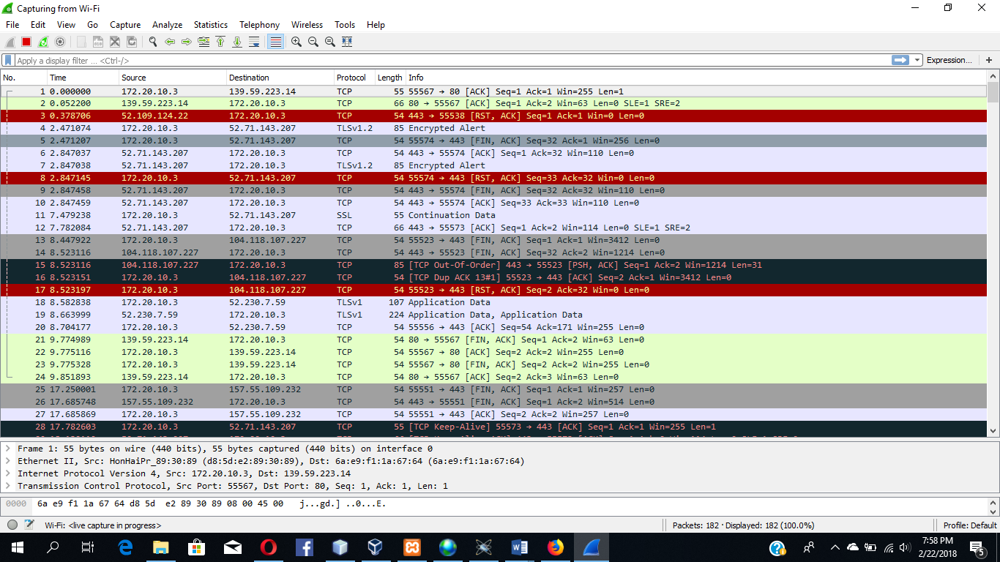 Capturing from Wi-Fi
File Edit View Go Capture Analyze Statistics Telephony Wireless Tools Help
Apply a display filter ... <Ctrl-/> Expression... +
No. Time Source Destination Protocol Length Info
1 0.000000 172.20.10.3 139.59.223.14 TCP 55 55567 → 80 [ACK] Seq=1 Ack=1 Win=255 Len=1
2 0.052200 139.59.223.14 172.20.10.3 TCP 66 80 → 55567 [ACK] Seq=1 Ack=2 Win=63 Len=0 SLE=1 SRE=2
3 0.378706 52.109.124.22 172.20.10.3 TCP 54 443 → 55538 [RST, ACK] Seq=1 Ack=1 Win=0 Len=0
4 2.471074 172.20.10.3 52.71.143.207 TLSv1.2 85 Encrypted Alert
5 2.471207 172.20.10.3 52.71.143.207 TCP 54 55574 → 443 [FIN, ACK] Seq=32 Ack=1 Win=256 Len=0
6 2.847037 52.71.143.207 172.20.10.3 TCP 54 443 → 55574 [ACK] Seq=1 Ack=32 Win=110 Len=0
7 2.847038 52.71.143.207 172.20.10.3 TLSv1.2 85 Encrypted Alert
8 2.847145 172.20.10.3 52.71.143.207 TCP 54 55574 → 443 [RST, ACK] Seq=33 Ack=32 Win=0 Len=0
9 2.847458 52.71.143.207 172.20.10.3 TCP 54 443 → 55574 [FIN, ACK] Seq=32 Ack=32 Win=110 Len=0
10 2.847459 52.71.143.207 172.20.10.3 TCP 54 443 → 55574 [ACK] Seq=33 Ack=33 Win=110 Len=0
11 7.479238 172.20.10.3 52.71.143.207 SSL 55 Continuation Data
12 7.782084 52.71.143.207 172.20.10.3 TCP 66 443 → 55573 [ACK] Seq=1 Ack=2 Win=114 Len=0 SLE=1 SRE=2
13 8.447922 172.20.10.3 104.118.107.227 TCP 54 55523 → 443 [FIN, ACK] Seq=1 Ack=1 Win=3412 Len=0
14 8.523116 104.118.107.227 172.20.10.3 TCP 54 443 → 55523 [FIN, ACK] Seq=32 Ack=2 Win=1214 Len=0
15 8.523116 104.118.107.227 172.20.10.3 TCP 85 [TCP Out-Of-Order] 443 → 55523 [PSH, ACK] Seq=1 Ack=2 Win=1214 Len=31
16 8.523151 172.20.10.3 104.118.107.227 TCP 54 [TCP Dup ACK 13#1] 55523 → 443 [ACK] Seq=2 Ack=1 Win=3412 Len=0
17 8.523197 172.20.10.3 104.118.107.227 TCP 54 55523 → 443 [RST, ACK] Seq=2 Ack=32 Win=0 Len=0
18 8.582838 172.20.10.3 52.230.7.59 TLSv1 107 Application Data
19 8.663999 52.230.7.59 172.20.10.3 TLSv1 224 Application Data, Application Data
20 8.704177 172.20.10.3 52.230.7.59 TCP 54 55556 → 443 [ACK] Seq=54 Ack=171 Win=255 Len=0
21 9.774989 139.59.223.14 172.20.10.3 TCP 54 80 → 55567 [FIN, ACK] Seq=1 Ack=2 Win=63 Len=0
22 9.775116 172.20.10.3 139.59.223.14 TCP 54 55567 → 80 [ACK] Seq=2 Ack=2 Win=255 Len=0
23 9.775328 172.20.10.3 139.59.223.14 TCP 54 55567 → 80 [FIN, ACK] Seq=2 Ack=2 Win=255 Len=0
24 9.851893 139.59.223.14 172.20.10.3 TCP 54 80 → 55567 [ACK] Seq=2 Ack=3 Win=63 Len=0
25 17.250001 172.20.10.3 157.55.109.232 TCP 54 55551 → 443 [FIN, ACK] Seq=1 Ack=1 Win=257 Len=0
26 17.685748 157.55.109.232 172.20.10.3 TCP 54 443 → 55551 [FIN, ACK] Seq=1 Ack=2 Win=514 Len=0
27 17.685869 172.20.10.3 157.55.109.232 TCP 54 55551 → 443 [ACK] Seq=2 Ack=2 Win=257 Len=0
28 17.782603 172.20.10.3 52.71.143.207 TCP 55 [TCP Keep-Alive] 55573 → 443 [ACK] Seq=1 Ack=1 Win=255 Len=1
Frame 1: 55 bytes on wire (440 bits), 55 bytes captured (440 bits) on interface 0
Ethernet II, Src: HonHaiPr_89:30:89 (d8:5d:e2:89:30:89), Dst: 6a:e9:f1:1a:67:64 (6a:e9:f1:1a:67:64)
Internet Protocol Version 4, Src: 172.20.10.3, Dst: 139.59.223.14
Transmission Control Protocol, Src Port: 55567, Dst Port: 80, Seq: 1, Ack: 1, Len: 1
0000 6a e9 f1 1a 67 64 d8 5d e2 89 30 89 08 00 45 00 j...gd.] ..0...E.
Wi-Fi: <live capture in progress> Packets: 182 · Displayed: 182 (100.0%) Profile: Default
7:58 PM
2/22/2018
5